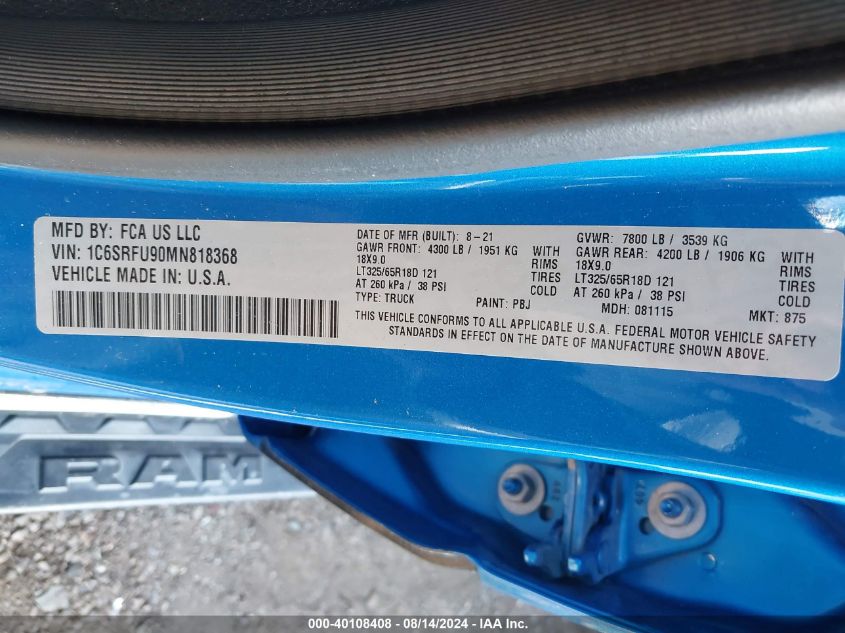 MFD BY: FCA US LLC
VIN: 1C6SRFU90MN818368
VEHICLE MADE IN: U.S.A.
DATE OF MFR (BUILT): 8-21
GAWR FRONT: 4300 LB / 1951 KG
18X9.0 RIMS
LT325/65R18D 121 TIRES
AT 260 kPa / 38 PSI COLD
TYPE: TRUCK PAINT: PBJ
GVWR: 7800 LB / 3539 KG
GAWR REAR: 4200 LB / 1906 KG
18X9.0 RIMS
LT325/65R18D 121 TIRES
AT 260 kPa / 38 PSI COLD
MDH: 081115 MKT: 875
THIS VEHICLE CONFORMS TO ALL APPLICABLE U.S.A. FEDERAL MOTOR VEHICLE SAFETY
STANDARDS IN EFFECT ON THE DATE OF MANUFACTURE SHOWN ABOVE.
RAM
000-40108408 - 08/14/2024 - IAAI.com